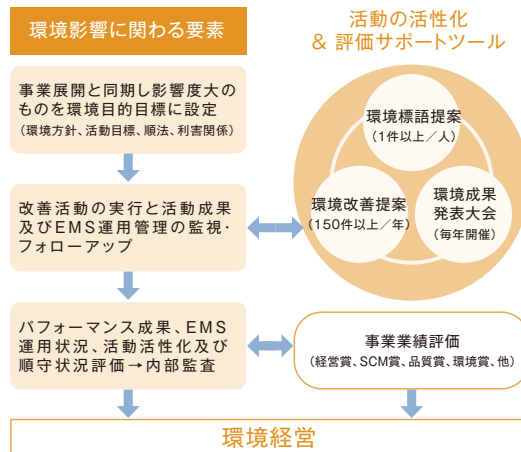 環境影響に関わる要素
事業展開と同期し影響度大の
ものを環境目的目標に設定
（環境方針、活動目標、順法、利害関係）
改善活動の実行と活動成果
及びEMS運用管理の監視・
フォローアップ
パフォーマンス成果、EMS
運用状況、活動活性化及び
順守状況評価→内部監査
活動の活性化
& 評価サポートツール
環境標語提案
（1件以上／人）
環境改善提案
（150件以上／年）
環境成果
発表大会
（毎年開催）
事業業績評価
（経営賞、SCM賞、品質賞、環境賞、他）
環境経営